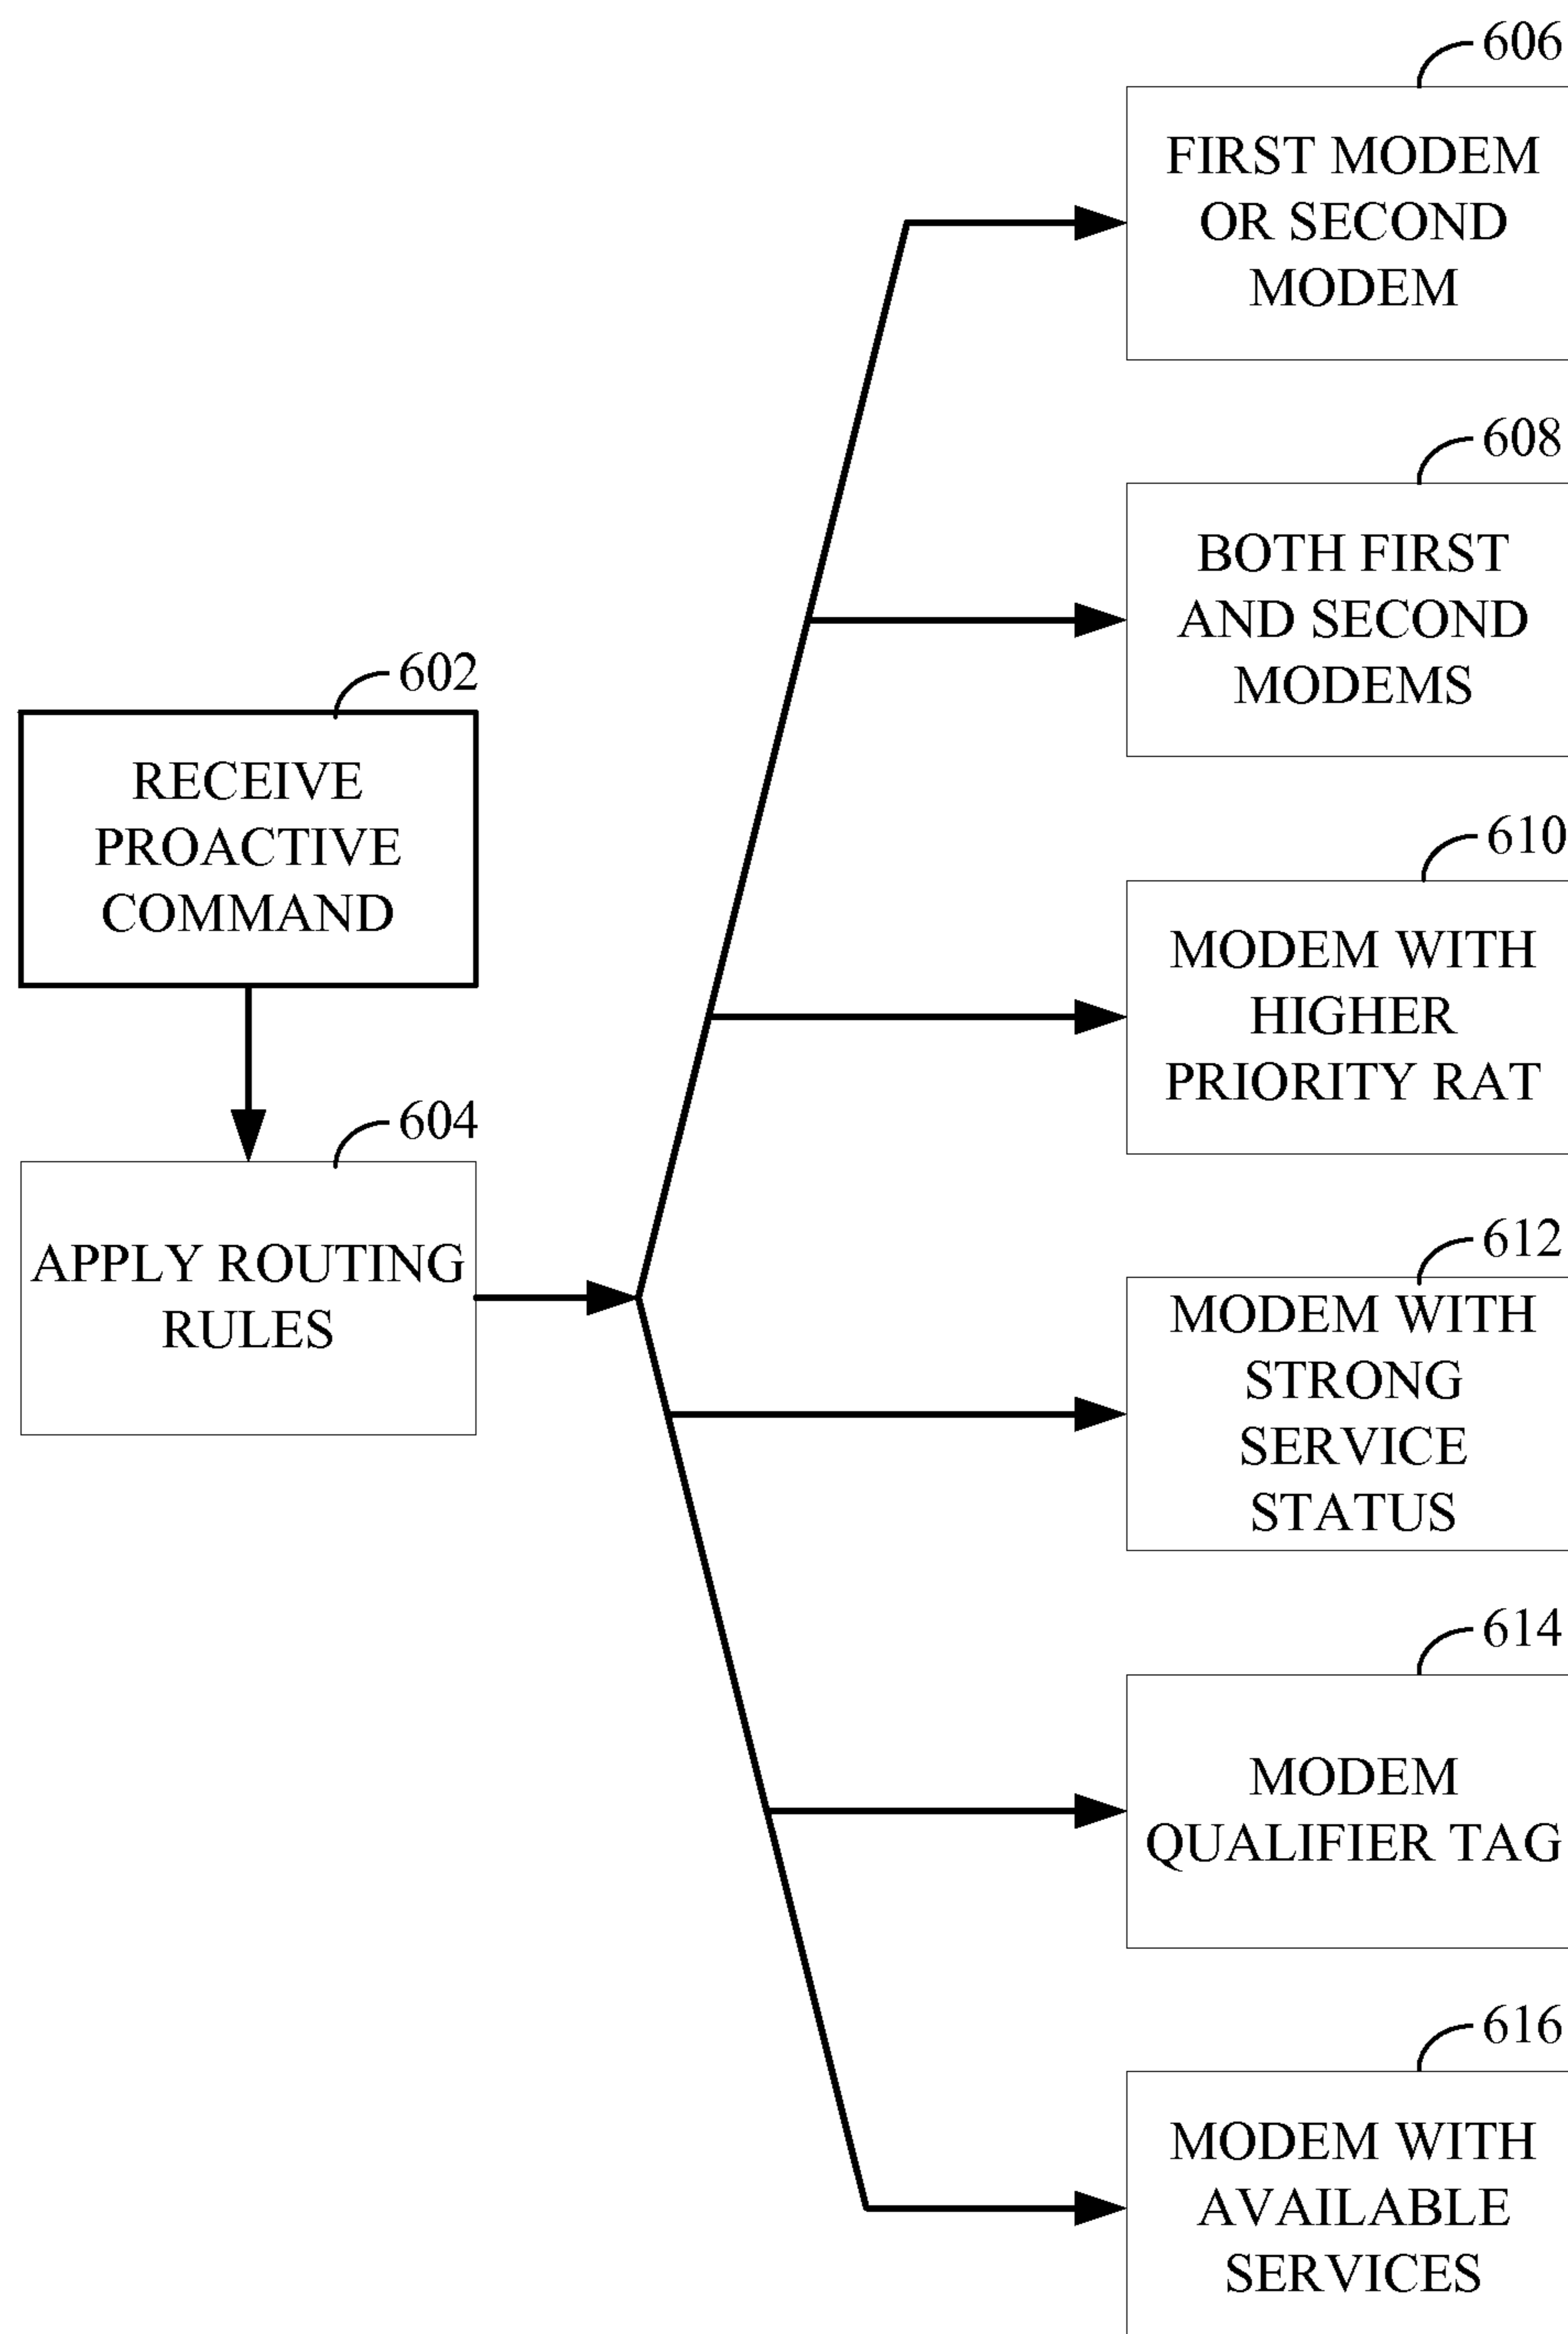 606
FIRST MODEM
OR SECOND
MODEM
608
BOTH FIRST
AND SECOND
MODEMS
602
RECEIVE
PROACTIVE
COMMAND
610
MODEM WITH
HIGHER
PRIORITY RAT
604
APPLY ROUTING
RULES
612
MODEM WITH
STRONG
SERVICE
STATUS
614
MODEM
QUALIFIER TAG
616
MODEM WITH
AVAILABLE
SERVICES